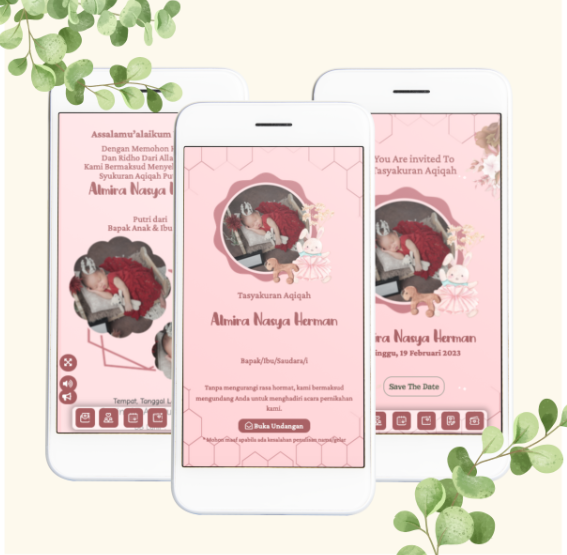 Assalamu'alaikum
Dengan Memohon
Dan Ridho Dari Alla
Kami Bermaksud Menye
Syukuran Aqiqah Pu
Almira Nasya
Putri dari
Bapak Anak & Ibu
Tempat, Tanggal L
Tasyakuran Aqiqah
Almira Nasya Herman
Bapak/Ibu/Saudara/i
Tanpa mengurangi rasa hormat, kami bermaksud
mengundang Anda untuk menghadiri acara pernikahan
kami.
Buka Undangan
* Mohon maaf apabila ada kesalahan penulisan nama/gelar
You Are invited To
Tasyakuran Aqiqah
ra Nasya Herman
inggu, 19 Februari 2023
Save The Date